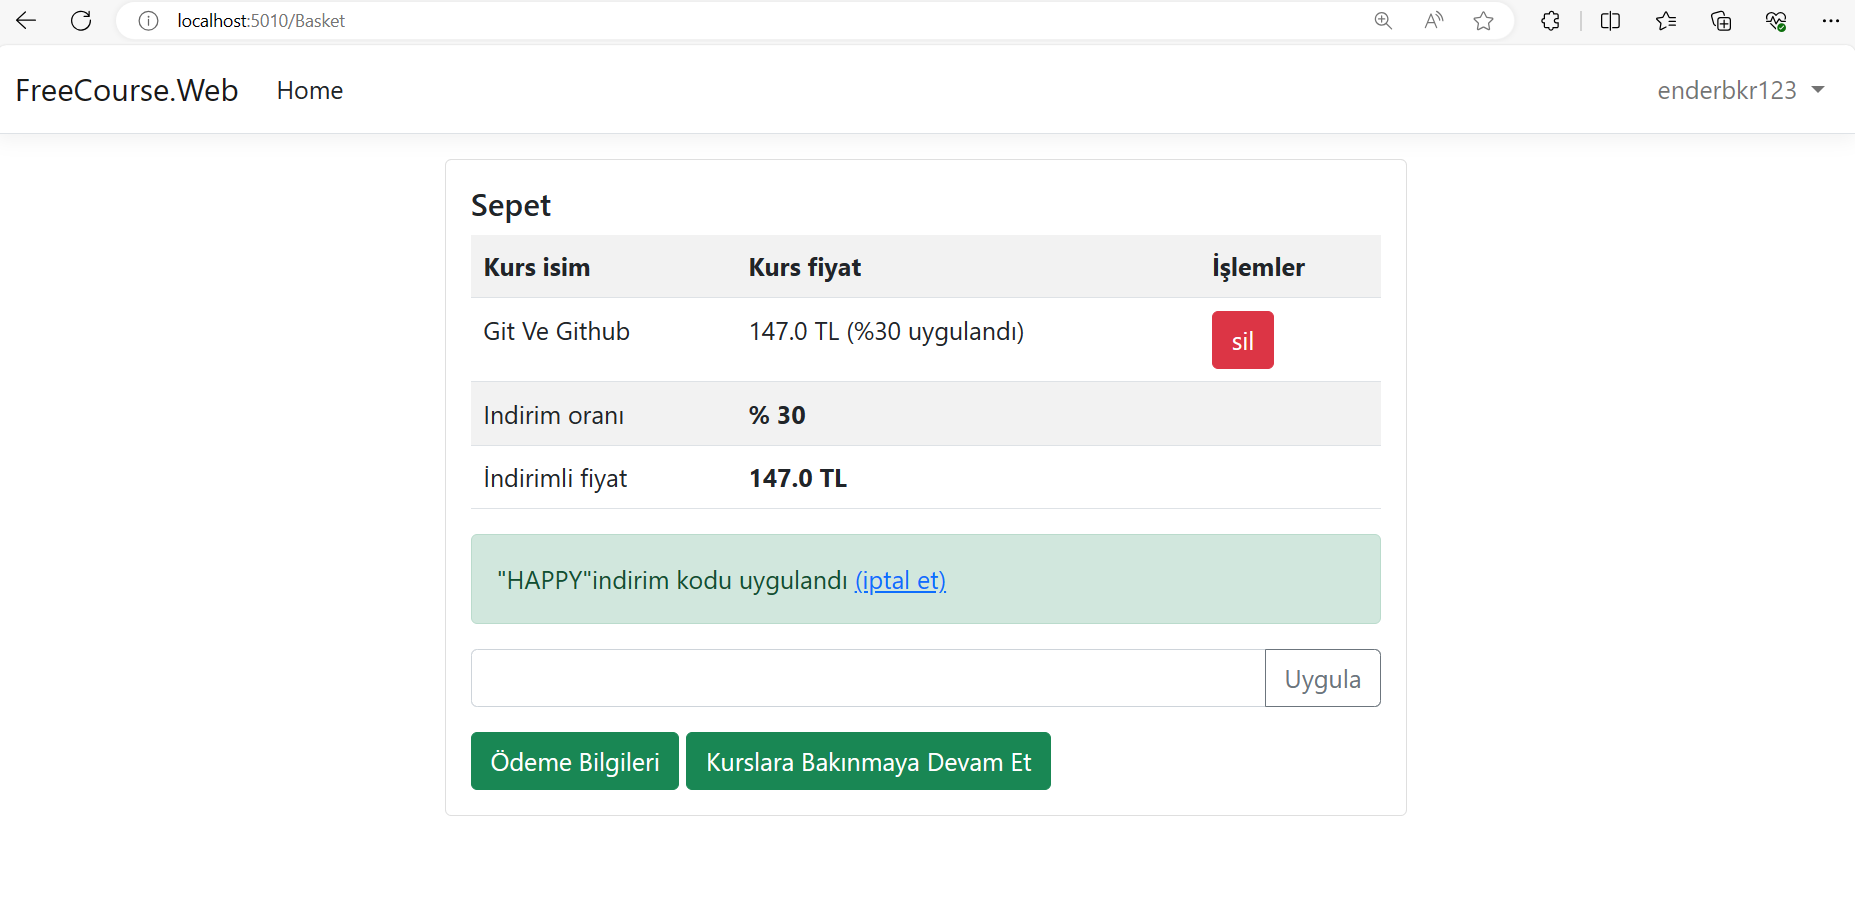 localhost:5010/Basket
FreeCourse.Web Home enderbkr123
Sepet
Kurs isim Kurs fiyat İşlemler
Git Ve Github 147.0 TL (%30 uygulandı) sil
Indirim oranı % 30
İndirimli fiyat 147.0 TL
"HAPPY"indirim kodu uygulandı (iptal et)
Uygula
Ödeme Bilgileri Kurslara Bakınmaya Devam Et